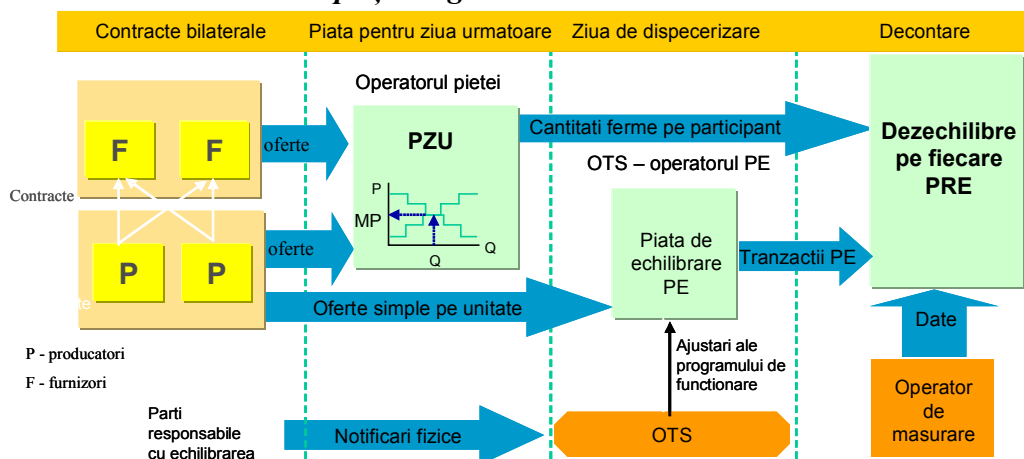 Contracte bilaterale
Piata pentru ziua urmatoare
Ziua de dispecerizare
Decontare
Operatorul pietei
F
F
oferte
PZU
P
MP
Q
Q
Cantitati ferme pe participant
Dezechilibre
pe fiecare
PRE
OTS – operatorul PE
Contracte
P
P
oferte
Piata de
echilibrare
PE
Tranzactii PE
Oferte simple pe unitate
Date
P - producatori
F - furnizori
Ajustari ale
programului de
functionare
Operator
de
masurare
Parti
responsabile
cu echilibrarea
Notificari fizice
OTS